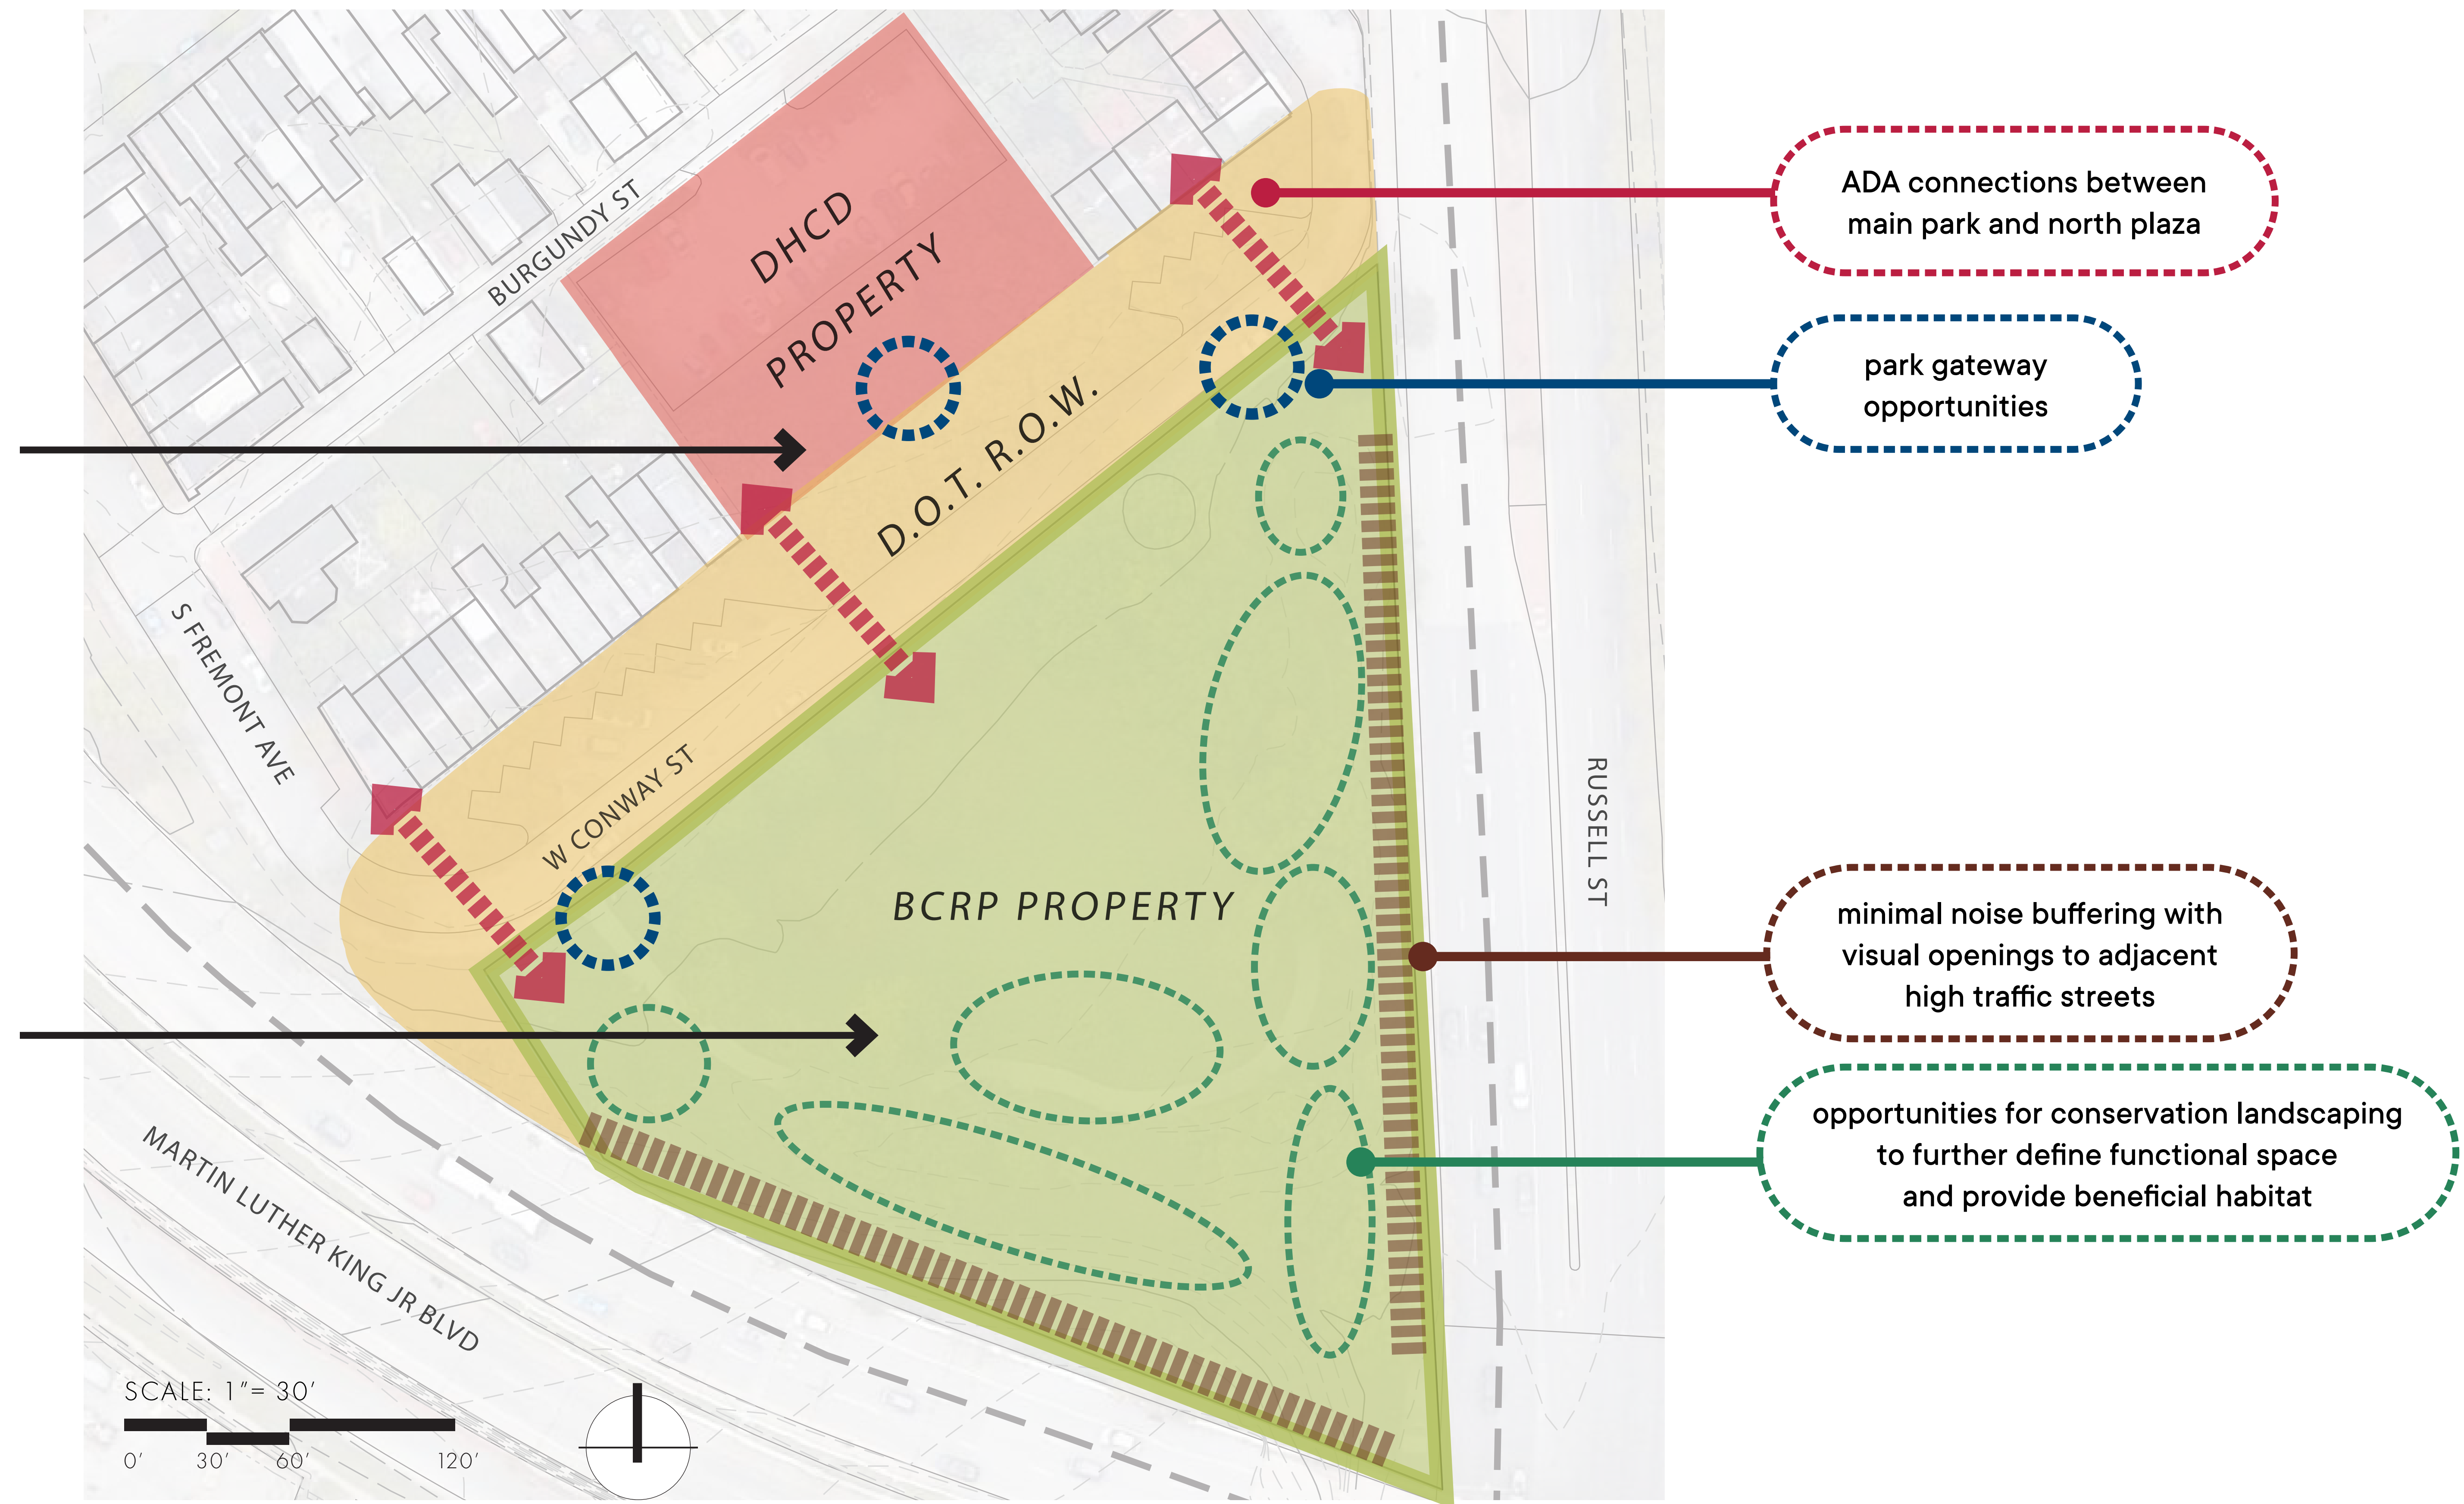 BURGUNDY ST
DHCD
PROPERTY
D.O.T. R.O.W.
S FREMONT AVE
W CONWAY ST
BCRP PROPERTY
RUSSELL ST
MARTIN LUTHER KING JR BLVD
SCALE: 1"= 30'
0' 30' 60' 120'
ADA connections between
main park and north plaza
park gateway
opportunities
minimal noise buffering with
visual openings to adjacent
high traffic streets
opportunities for conservation landscaping
to further define functional space
and provide beneficial habitat